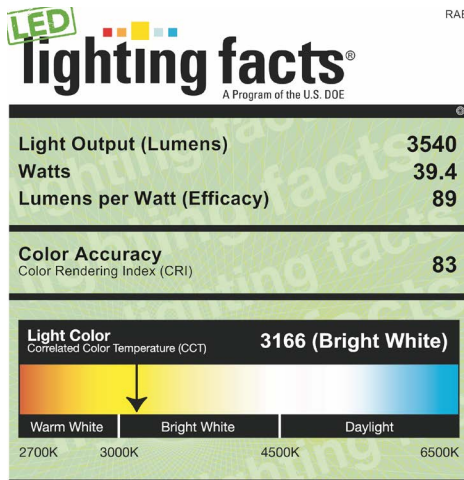 RAB
LED
lighting facts®
A Program of the U.S. DOE
Light Output (Lumens) 3540
Watts 39.4
Lumens per Watt (Efficacy) 89
Color Accuracy
Color Rendering Index (CRI) 83
Light Color
Correlated Color Temperature (CCT) 3166 (Bright White)
Warm White Bright White Daylight
2700K 3000K 4500K 6500K